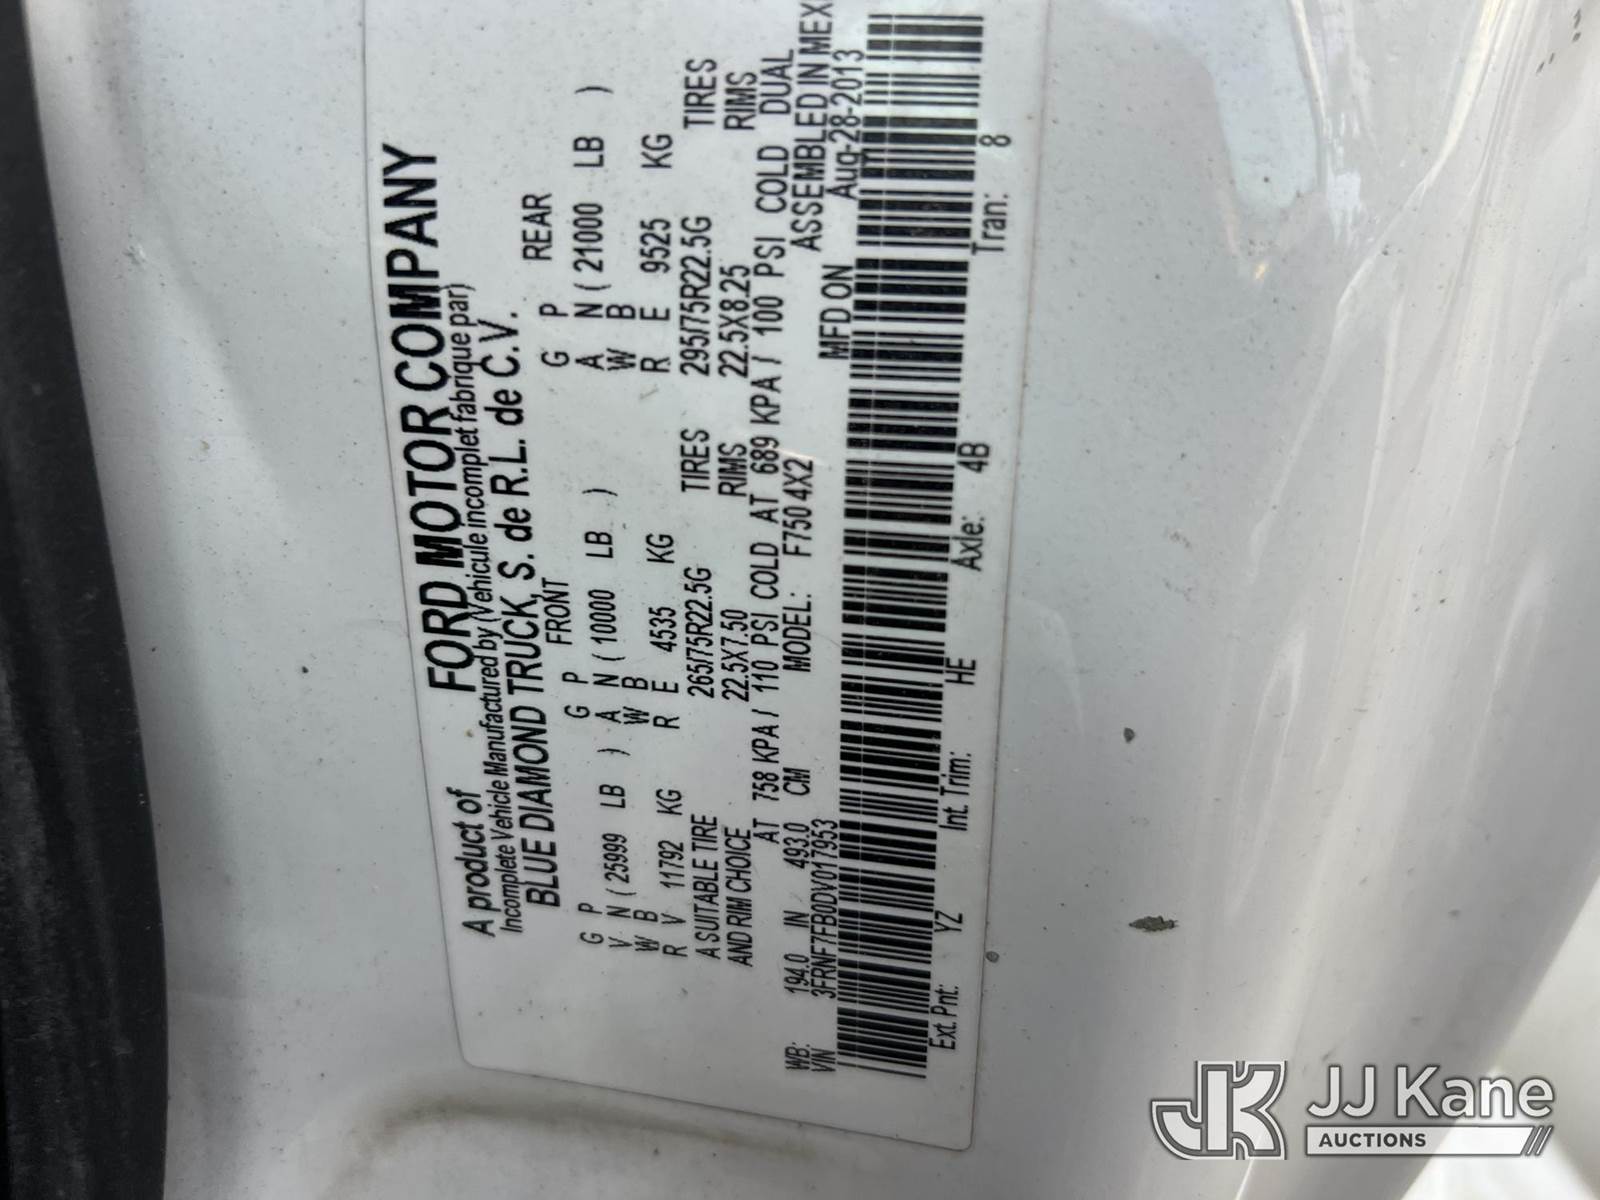 A product of FORD MOTOR COMPANY
Incomplete Vehicle Manufactured by (Vehicule incomplet fabrique par)
BLUE DIAMOND TRUCK, S. de R.L. de C.V.
FRONT REAR
G P G P G P
V N ( 25999 LB ) A N ( 10000 LB ) A N ( 21000 LB )
W B W B W B
R V 11792 KG R E 4535 KG R E 9525 KG
A SUITABLE TIRE 265/75R22.5G TIRES 295/75R22.5G TIRES
AND RIM CHOICE 22.5X7.50 RIMS 22.5X8.25 RIMS
AT 758 KPA / 110 PSI COLD AT 689 KPA / 100 PSI COLD DUAL
WB: 194.0 IN 493.0 CM MODEL: F750 4X2 ASSEMBLED IN MEX
VIN 3FRNF7FB0DV017953 MFD ON Aug-28-2013
Ext. Pnt: YZ Int. Trim: HE Axle: 4B Tran: 8
JK JJ Kane
AUCTIONS